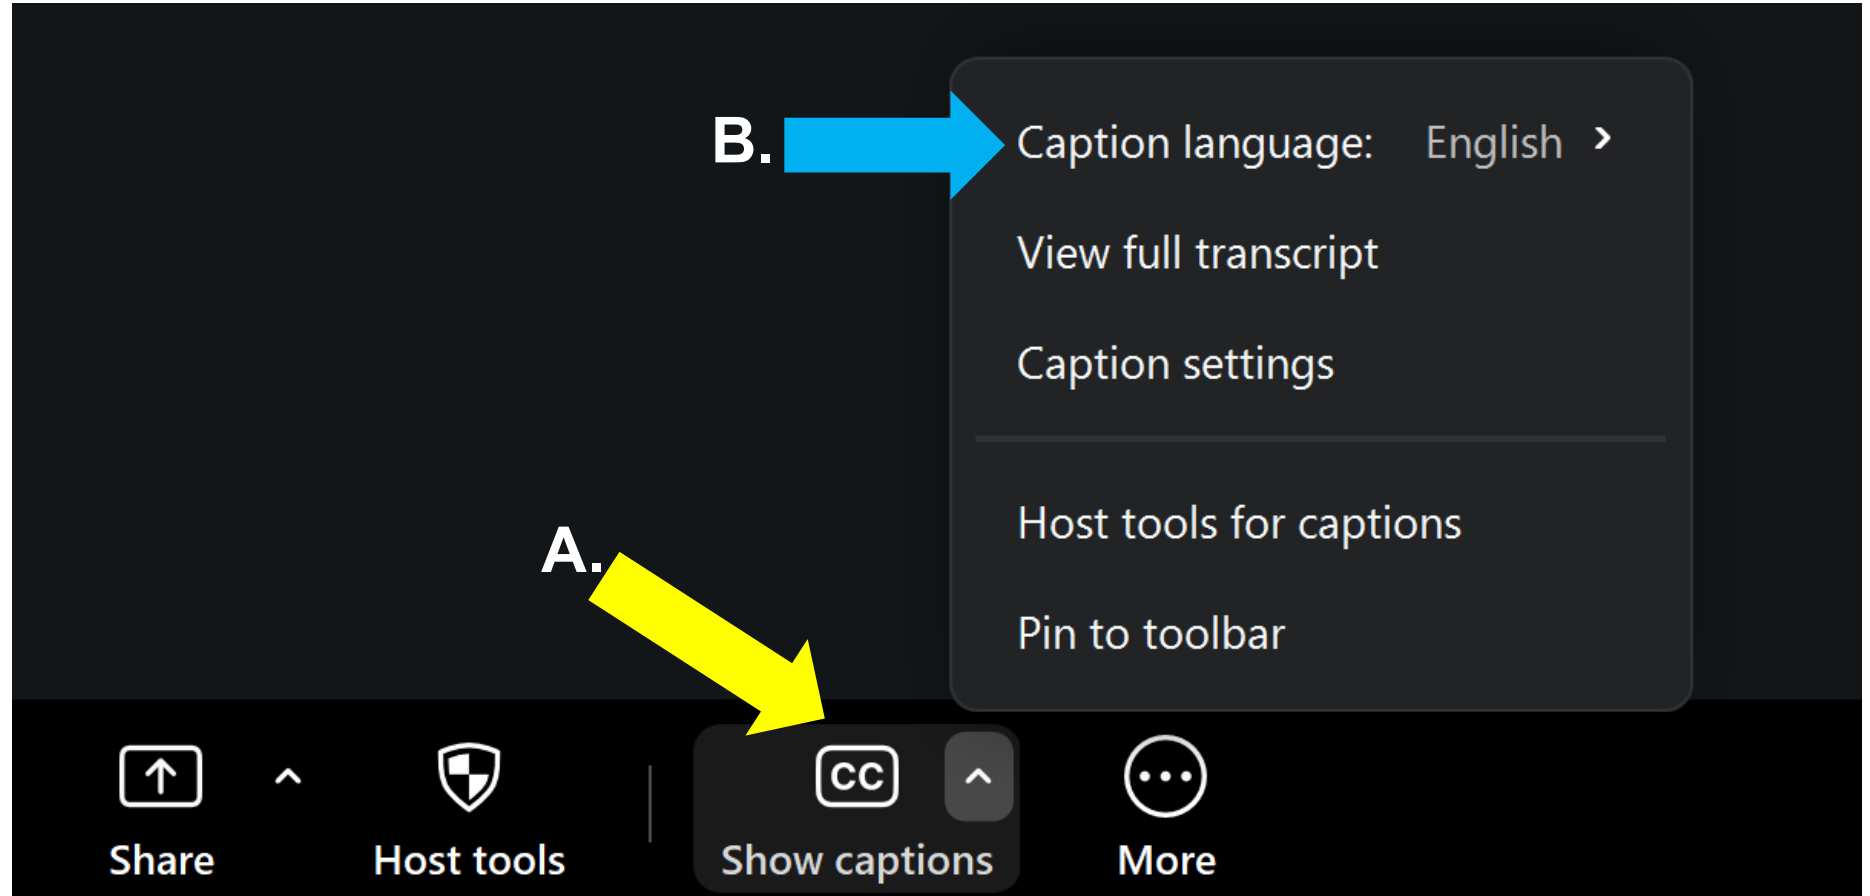 B.
Caption language: English
View full transcript
Caption settings
Host tools for captions
Pin to toolbar
A.
CC
Share
Host tools
Show captions
More